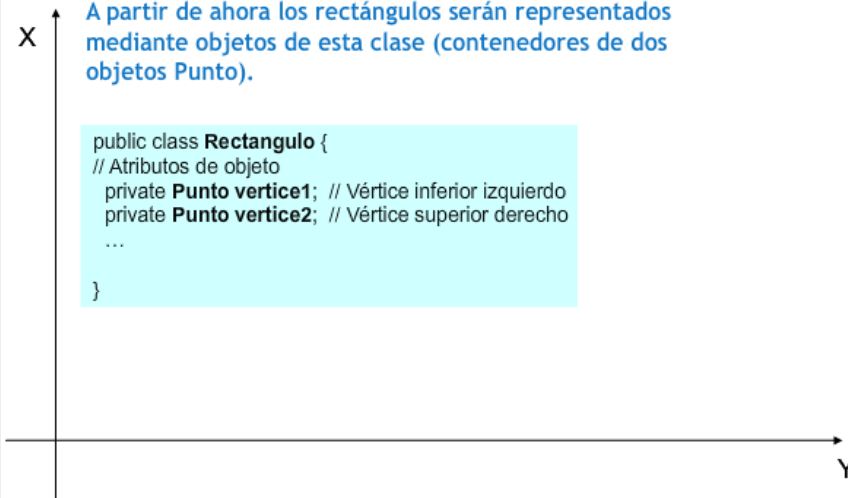 X
A partir de ahora los rectángulos serán representados
mediante objetos de esta clase (contenedores de dos
objetos Punto).
public class Rectangulo {
// Atributos de objeto
private Punto vertice1; // Vértice inferior izquierdo
private Punto vertice2; // Vértice superior derecho
...
}
Y